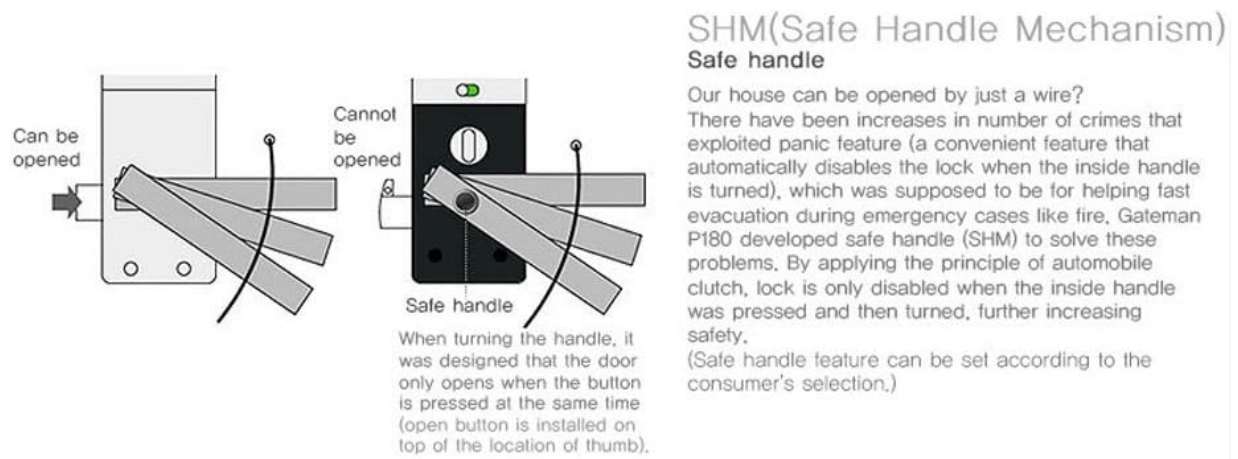 Can be
opened
Cannot
be
opened
Safe handle
When turning the handle, it
was designed that the door
only opens when the button
is pressed at the same time
(open button is installed on
top of the location of thumb).
SHM(Safe Handle Mechanism)
Safe handle
Our house can be opened by just a wire?
There have been increases in number of crimes that
exploited panic feature (a convenient feature that
automatically disables the lock when the inside handle
is turned), which was supposed to be for helping fast
evacuation during emergency cases like fire, Gateman
P180 developed safe handle (SHM) to solve these
problems. By applying the principle of automobile
clutch, lock is only disabled when the inside handle
was pressed and then turned, further increasing
safety.
(Safe handle feature can be set according to the
consumer's selection.)